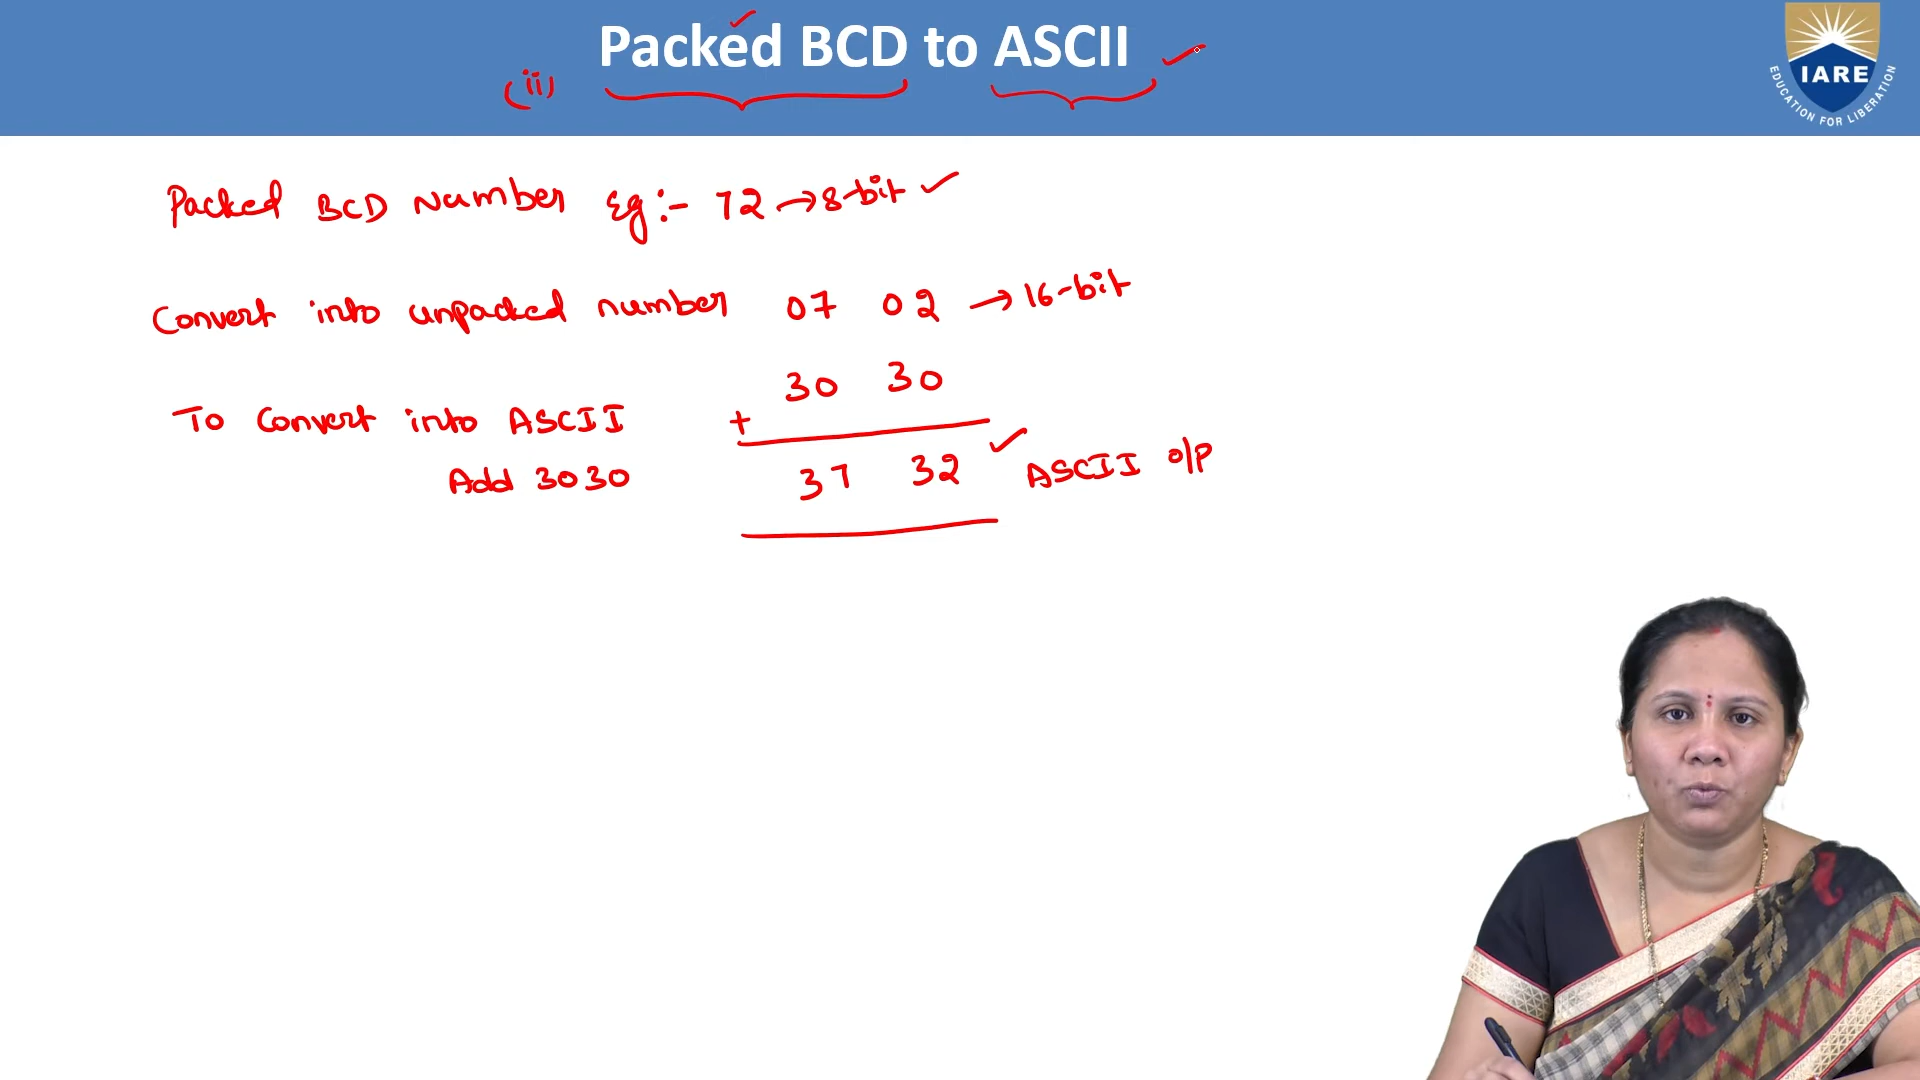 Packed BCD to ASCII
(ii)
IARE
EDUCATION FOR LIBERATION
Packed BCD Number Eg:- 72 → 8-bit ✓
Convert into unpacked number 07 02 → 16-bit
30 30
To Convert into ASCII +
Add 3030 37 32 ✓ ASCII o/p